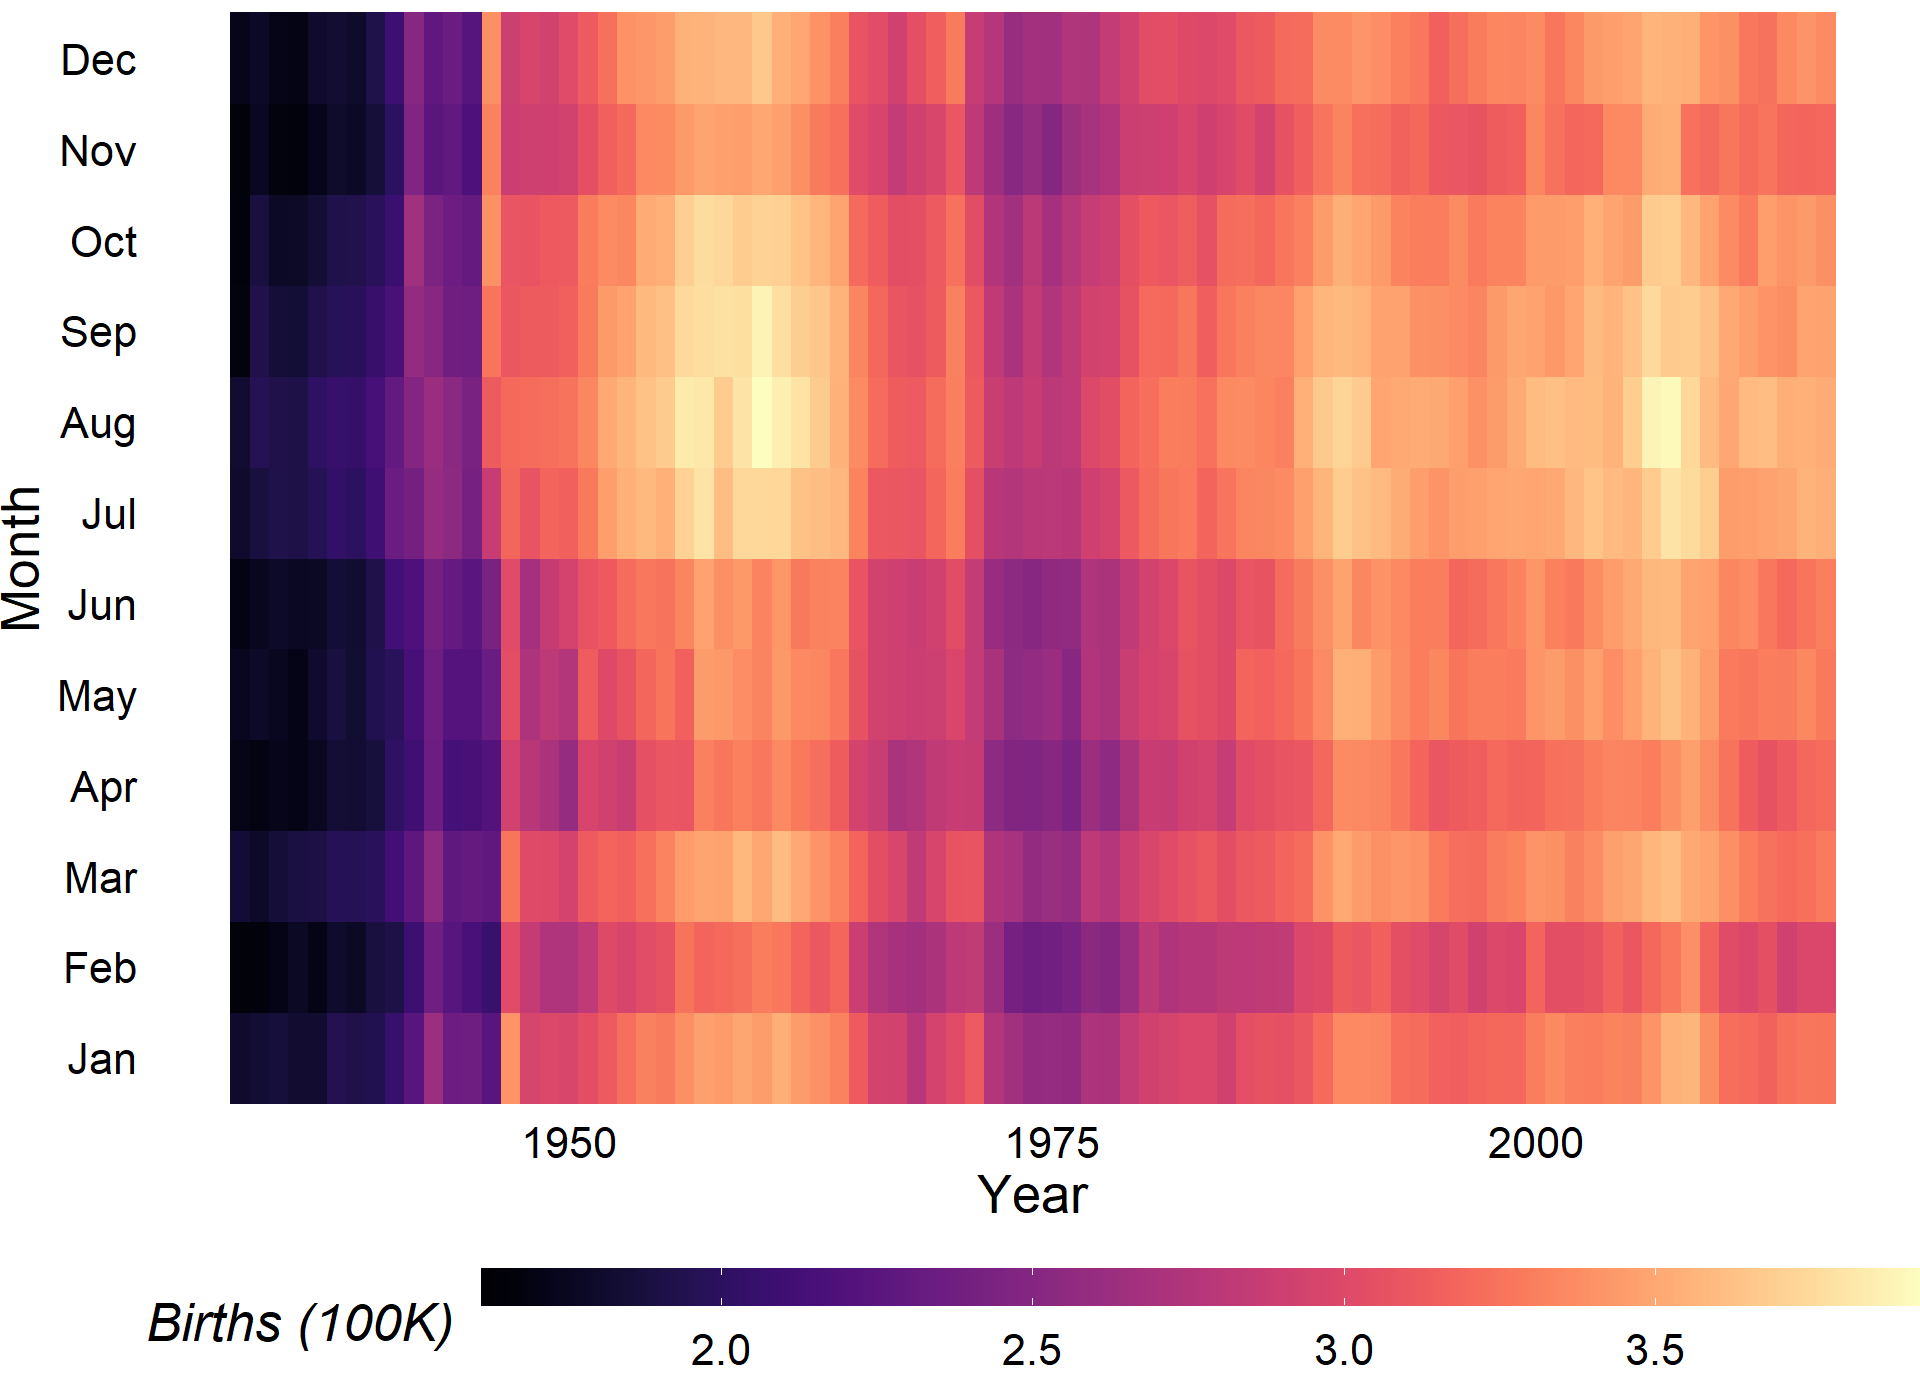 Dec
Nov
Oct
Sep
Aug
Jul
Jun
May
Apr
Mar
Feb
Jan
Month
1950 1975 2000
Year
Births (100K)
2.0 2.5 3.0 3.5